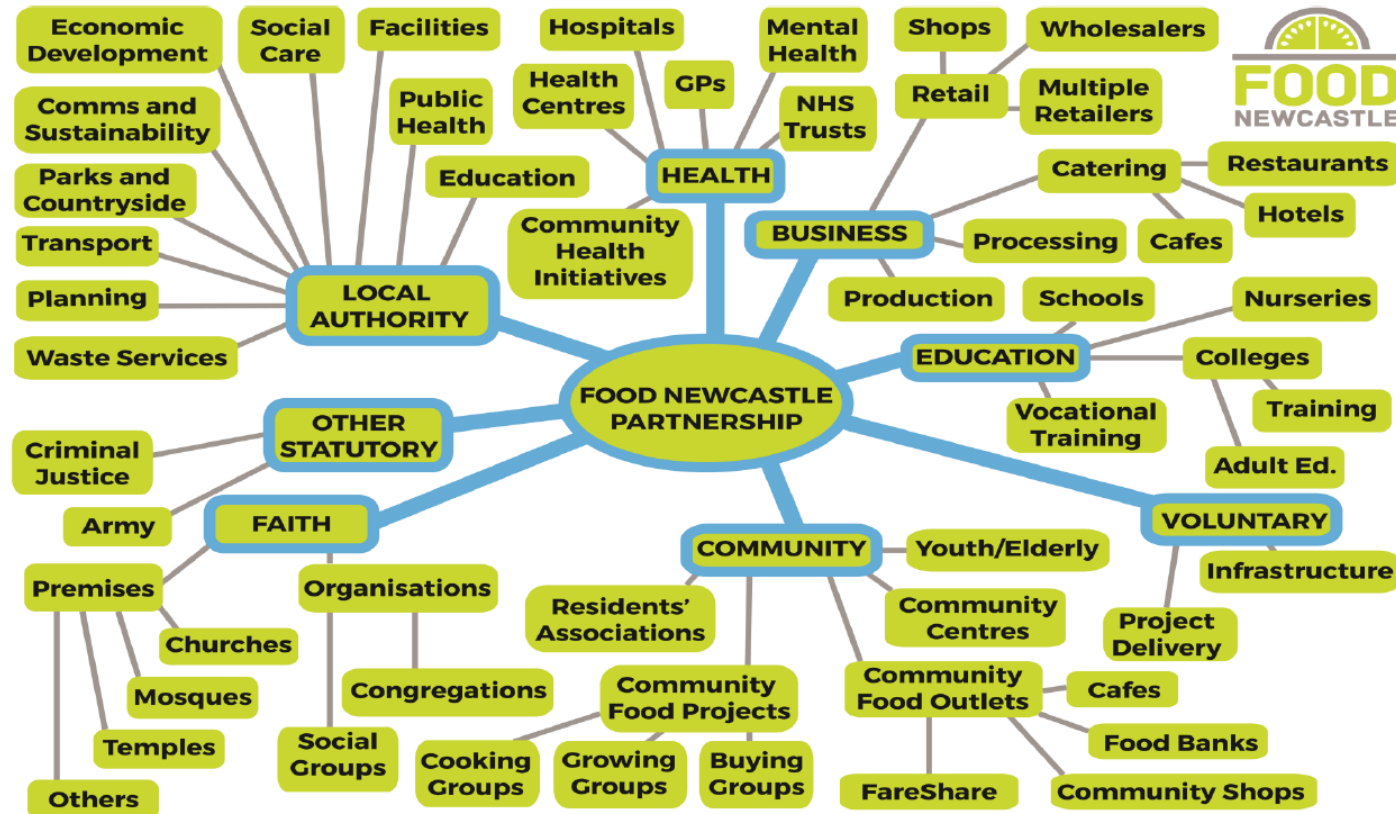 Economic
Development
Social
Care
Facilities
Comms and
Sustainability
Public
Health
Parks and
Countryside
Education
Transport
Planning
Waste Services
LOCAL
AUTHORITY
Hospitals
Mental
Health
Health
Centres
GPs
NHS
Trusts
HEALTH
Community
Health
Initiatives
Shops
Wholesalers
Retail
Multiple
Retailers
FOOD
NEWCASTLE
Catering
Restaurants
Hotels
Cafes
BUSINESS
Processing
Production
Schools
Nurseries
EDUCATION
Colleges
Training
Vocational
Training
Adult Ed.
FOOD NEWCASTLE
PARTNERSHIP
OTHER
STATUTORY
Criminal
Justice
Army
FAITH
Premises
Churches
Mosques
Temples
Others
Organisations
Congregations
Social
Groups
COMMUNITY
Youth/Elderly
Residents’
Associations
Community
Centres
Community
Food Projects
Cooking
Groups
Growing
Groups
Buying
Groups
Community
Food Outlets
Cafes
Food Banks
FareShare
Community Shops
VOLUNTARY
Infrastructure
Project
Delivery